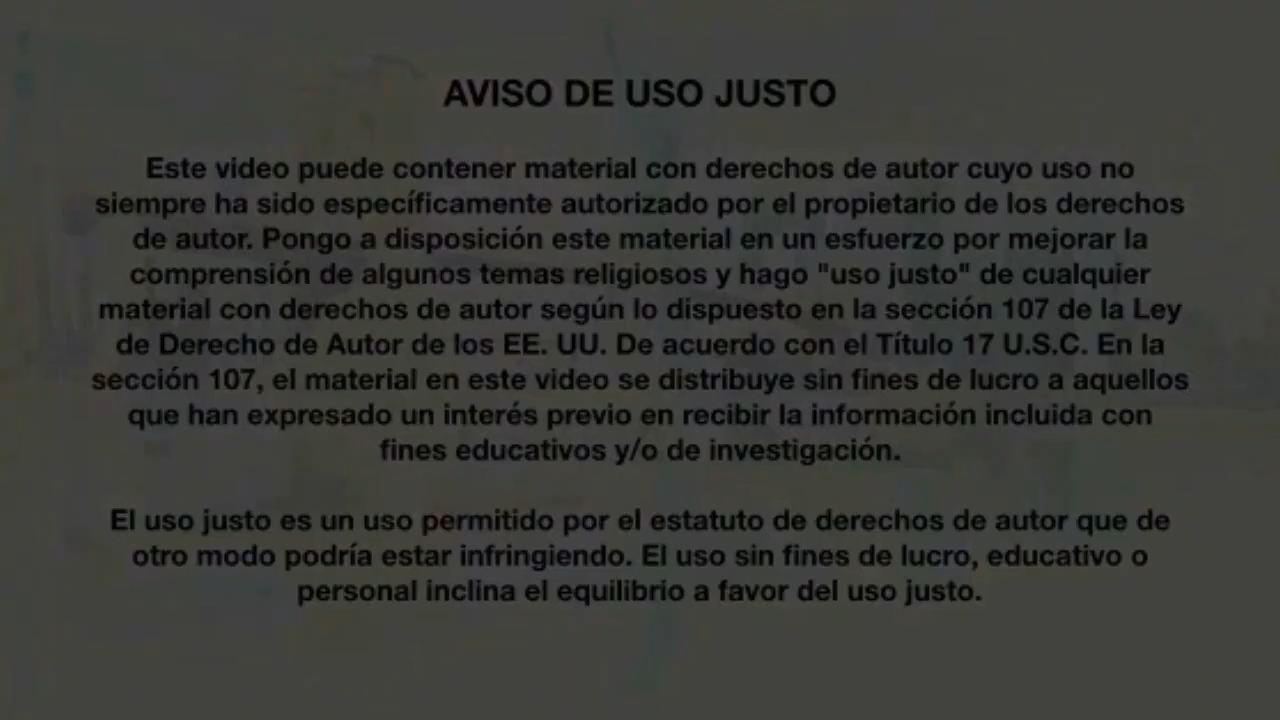 AVISO DE USO JUSTO
Este video puede contener material con derechos de autor cuyo uso no
siempre ha sido específicamente autorizado por el propietario de los derechos
de autor. Pongo a disposición este material en un esfuerzo por mejorar la
comprensión de algunos temas religiosos y hago "uso justo" de cualquier
material con derechos de autor según lo dispuesto en la sección 107 de la Ley
de Derecho de Autor de los EE. UU. De acuerdo con el Título 17 U.S.C. En la
sección 107, el material en este video se distribuye sin fines de lucro a aquellos
que han expresado un interés previo en recibir la información incluida con
fines educativos y/o de investigación.
El uso justo es un uso permitido por el estatuto de derechos de autor que de
otro modo podría estar infringiendo. El uso sin fines de lucro, educativo o
personal inclina el equilibrio a favor del uso justo.